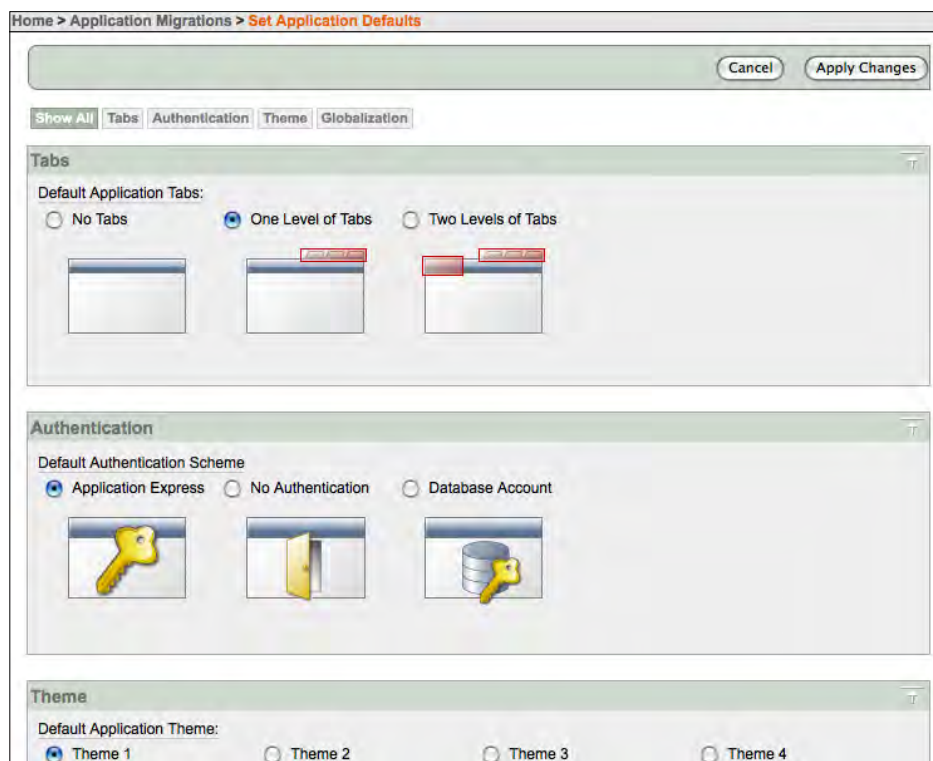 Home > Application Migrations > Set Application Defaults
Cancel Apply Changes
Show All Tabs Authentication Theme Globalization
Tabs
Default Application Tabs:
No Tabs One Level of Tabs Two Levels of Tabs
Authentication
Default Authentication Scheme
Application Express No Authentication Database Account
Theme
Default Application Theme:
Theme 1 Theme 2 Theme 3 Theme 4